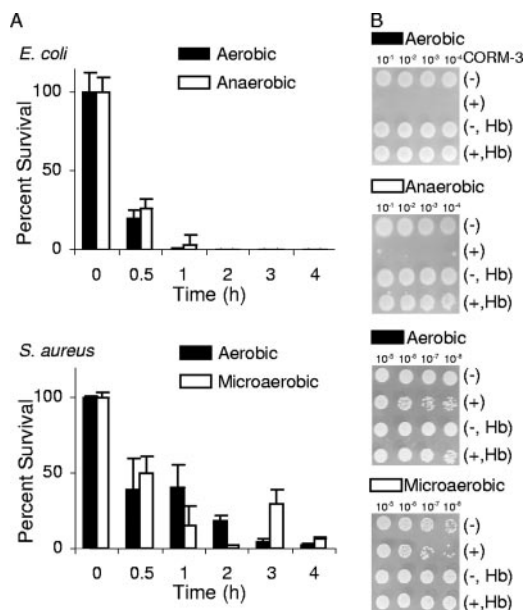 A
E. coli
Aerobic
Anaerobic
Percent Survival
100
50
0
0 0.5 1 2 3 4
Time (h)
S. aureus
Aerobic
Microaerobic
Percent Survival
100
50
0
0 0.5 1 2 3 4
Time (h)
B
Aerobic
10⁻¹ 10⁻² 10⁻³ 10⁻⁴ CORM-3
(-)
(+)
(-, Hb)
(+,Hb)
Anaerobic
10⁻¹ 10⁻² 10⁻³ 10⁻⁴
(-)
(+)
(-, Hb)
(+,Hb)
Aerobic
10⁻⁵ 10⁻⁶ 10⁻⁷ 10⁻⁸
(-)
(+)
(-, Hb)
(+,Hb)
Microaerobic
10⁻⁵ 10⁻⁶ 10⁻⁷ 10⁻⁸
(-)
(+)
(-, Hb)
(+,Hb)